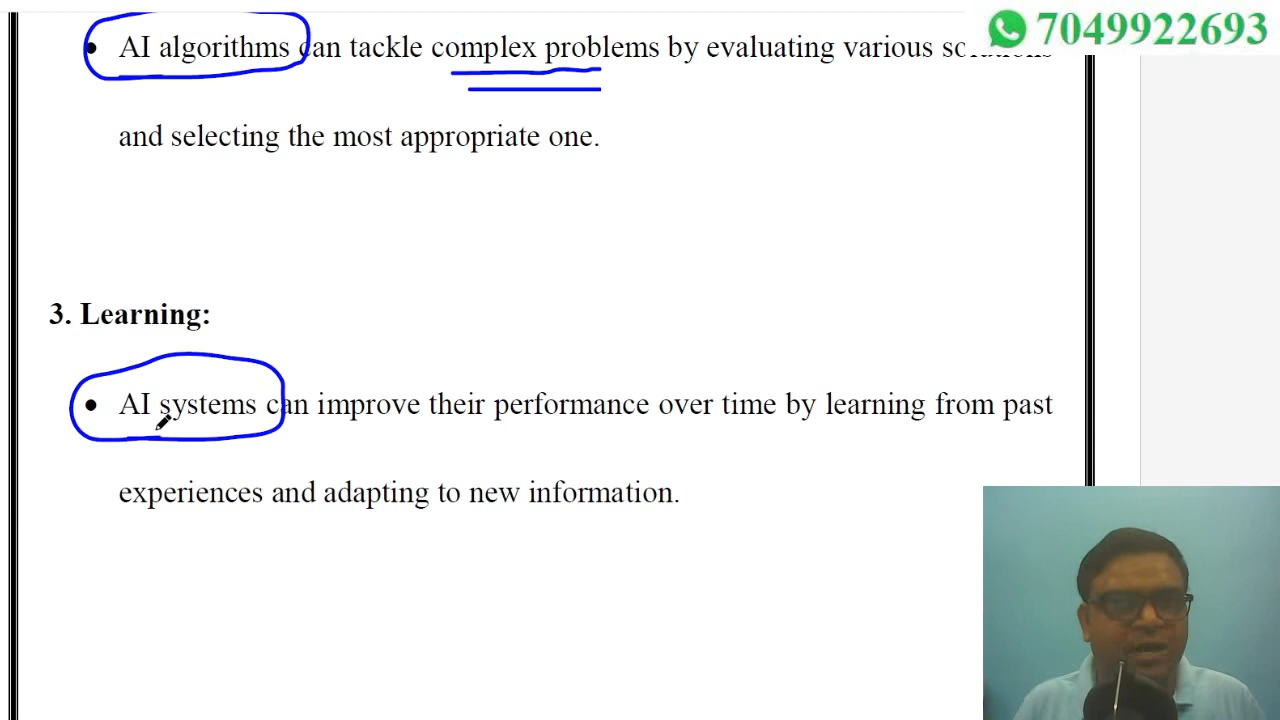 7049922693
• AI algorithms can tackle complex problems by evaluating various solutions
and selecting the most appropriate one.
3. Learning:
• AI systems can improve their performance over time by learning from past
experiences and adapting to new information.